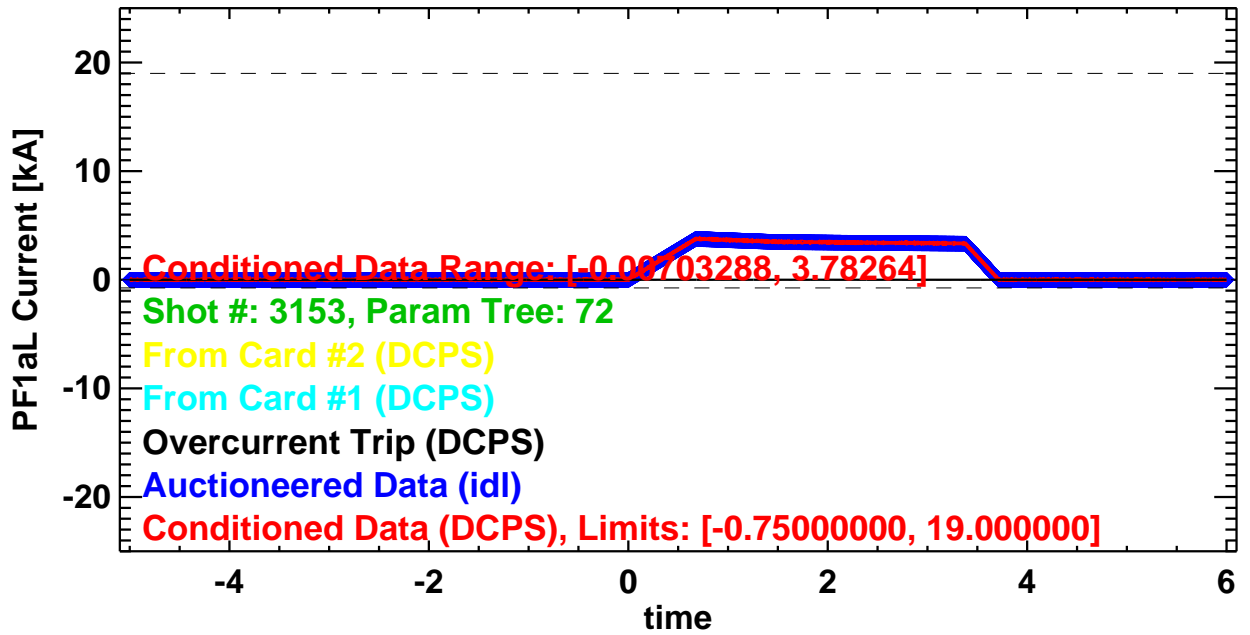 20
10
0
-10
-20
PF1aL Current [kA]
Conditioned Data Range: [-0.00703288, 3.78264]
Shot #: 3153, Param Tree: 72
From Card #2 (DCPS)
From Card #1 (DCPS)
Overcurrent Trip (DCPS)
Auctioneered Data (idl)
Conditioned Data (DCPS), Limits: [-0.75000000, 19.000000]
-4 -2 0 2 4 6
time